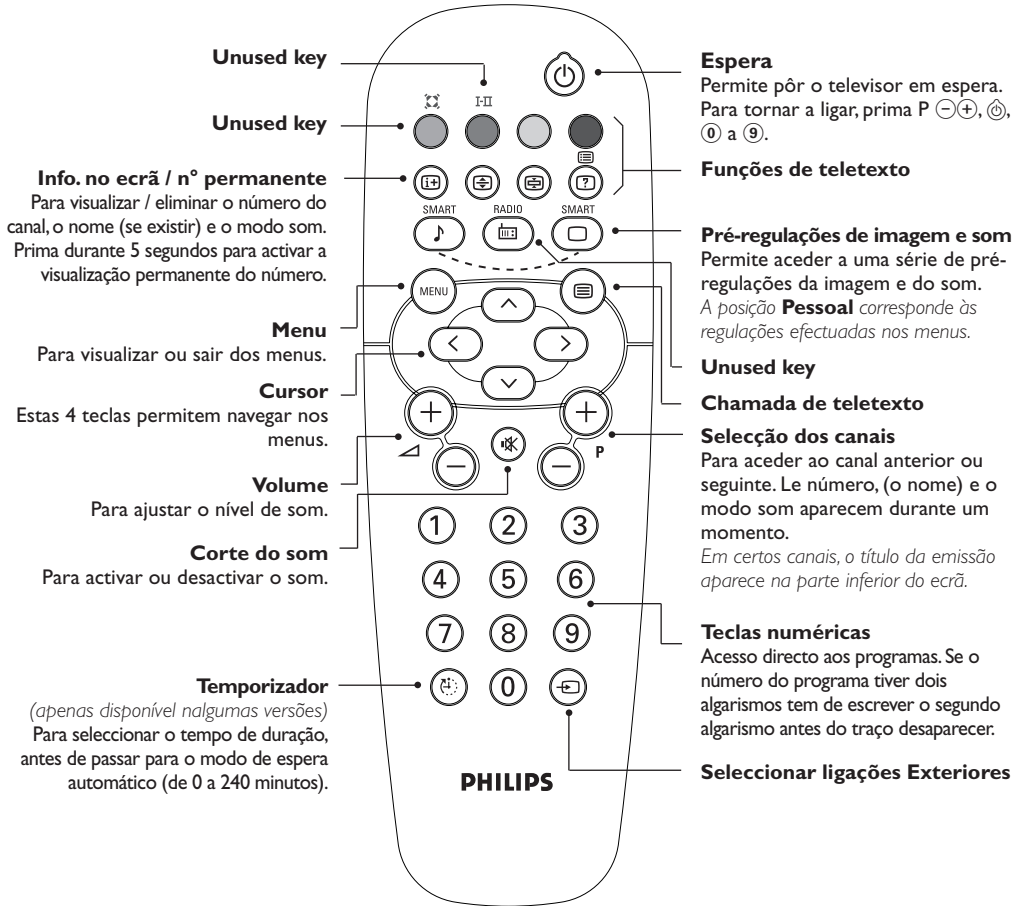 Unused key
Unused key
Info. no ecrã / nº permanente
Para visualizar / eliminar o número do
canal, o nome (se existir) e o modo som.
Prima durante 5 segundos para activar a
visualização permanente do número.
Menu
Para visualizar ou sair dos menus.
Cursor
Estas 4 teclas permitem navegar nos
menus.
Volume
Para ajustar o nível de som.
Corte do som
Para activar ou desactivar o som.
Temporizador
(apenas disponível nalgumas versões)
Para seleccionar o tempo de duração,
antes de passar para o modo de espera
automático (de 0 a 240 minutos).
I-II
i+
?
SMART RADIO SMART
MENU
P
1 2 3
4 5 6
7 8 9
0
PHILIPS
Espera
Permite pôr o televisor em espera.
Para tornar a ligar, prima P - +, ,
0 a 9.
Funções de teletexto
Pré-regulações de imagem e som
Permite aceder a uma série de pré-
regulações da imagem e do som.
A posição Pessoal corresponde às
regulações efectuadas nos menus.
Unused key
Chamada de teletexto
Selecção dos canais
Para aceder ao canal anterior ou
seguinte. Le número, (o nome) e o
modo som aparecem durante um
momento.
Em certos canais, o título da emissão
aparece na parte inferior do ecrã.
Teclas numéricas
Acesso directo aos programas. Se o
número do programa tiver dois
algarismos tem de escrever o segundo
algarismo antes do traço desaparecer.
Seleccionar ligações Exteriores